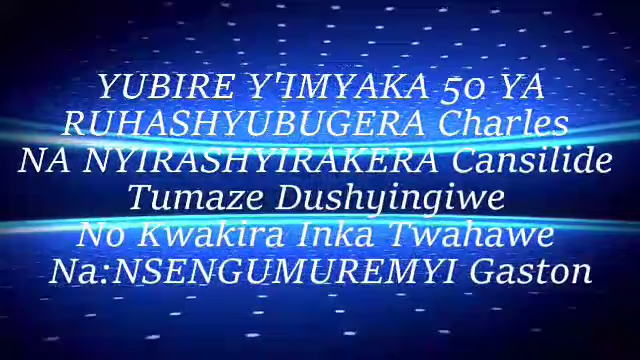 YUBIRE Y'IMYAKA 50 YA
RUHASHYUBUGERA Charles
NA NYIRASHYIRAKERA Cansilide
Tumaze Dushyingiwe
No Kwakira Inka Twahawe
Na:NSENGUMUREMYI Gaston